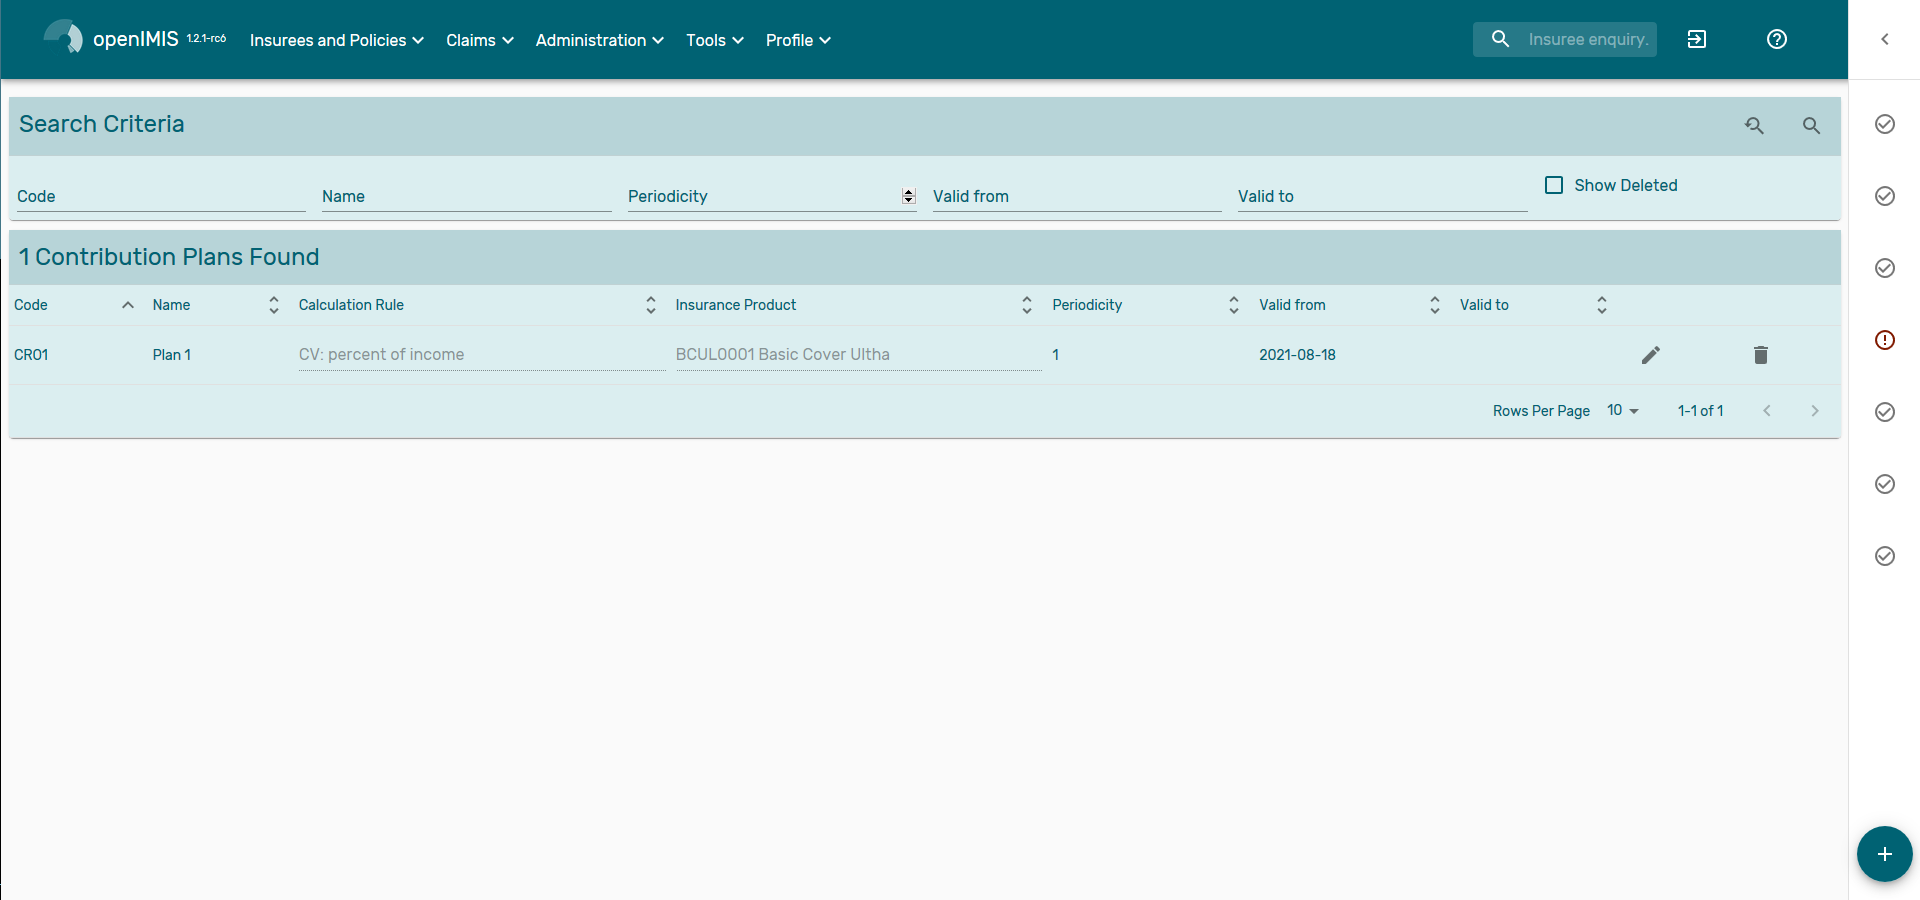 openIMIS 1.2.1-rc6 Insurees and Policies Claims Administration Tools Profile Insuree enquiry.
Search Criteria
Code Name Periodicity Valid from Valid to Show Deleted
1 Contribution Plans Found
Code Name Calculation Rule Insurance Product Periodicity Valid from Valid to
CR01 Plan 1 CV: percent of income BCUL0001 Basic Cover Ultha 1 2021-08-18
Rows Per Page 10 1-1 of 1